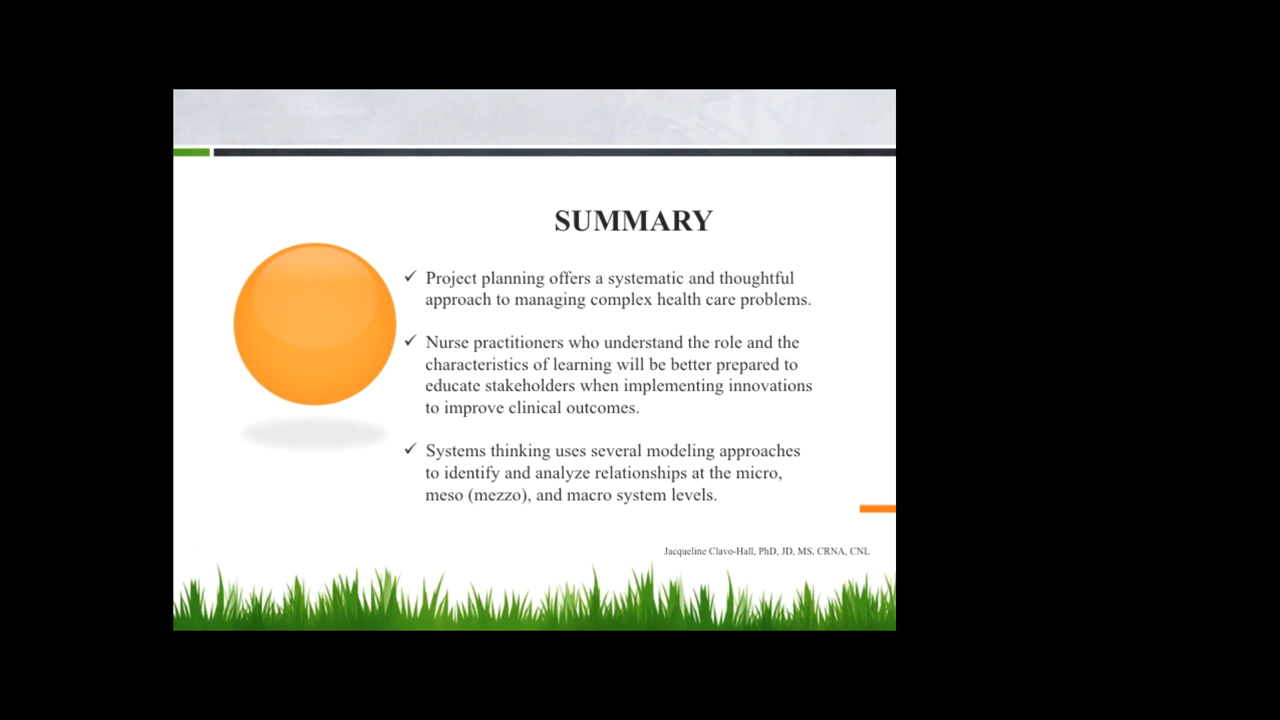 SUMMARY
✓ Project planning offers a systematic and thoughtful
approach to managing complex health care problems.
✓ Nurse practitioners who understand the role and the
characteristics of learning will be better prepared to
educate stakeholders when implementing innovations
to improve clinical outcomes.
✓ Systems thinking uses several modeling approaches
to identify and analyze relationships at the micro,
meso (mezzo), and macro system levels.
Jacqueline Clavo-Hall, PhD, JD, MS, CRNA, CNL